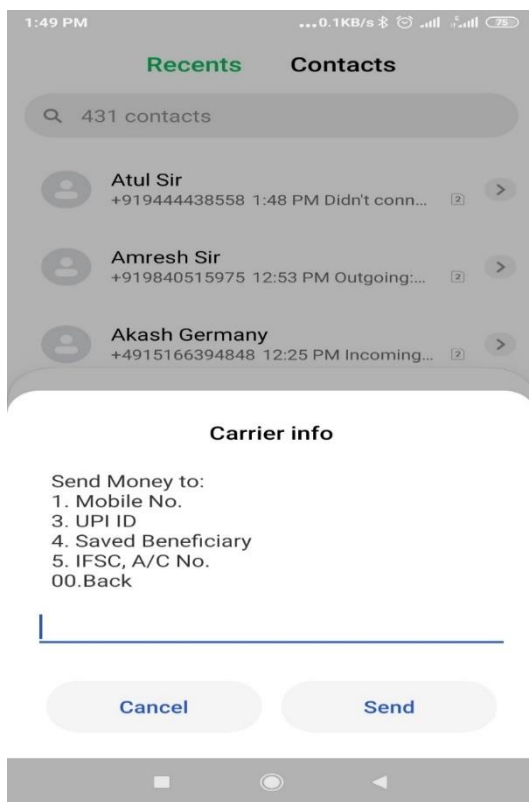 1:49 PM ...0.1KB/s 75
Recents Contacts
431 contacts
Atul Sir
+919444438558 1:48 PM Didn't conn... 2
Amresh Sir
+919840515975 12:53 PM Outgoing:... 2
Akash Germany
+4915166394848 12:25 PM Incoming... 2
Carrier info
Send Money to:
1. Mobile No.
3. UPI ID
4. Saved Beneficiary
5. IFSC, A/C No.
00.Back
Cancel Send